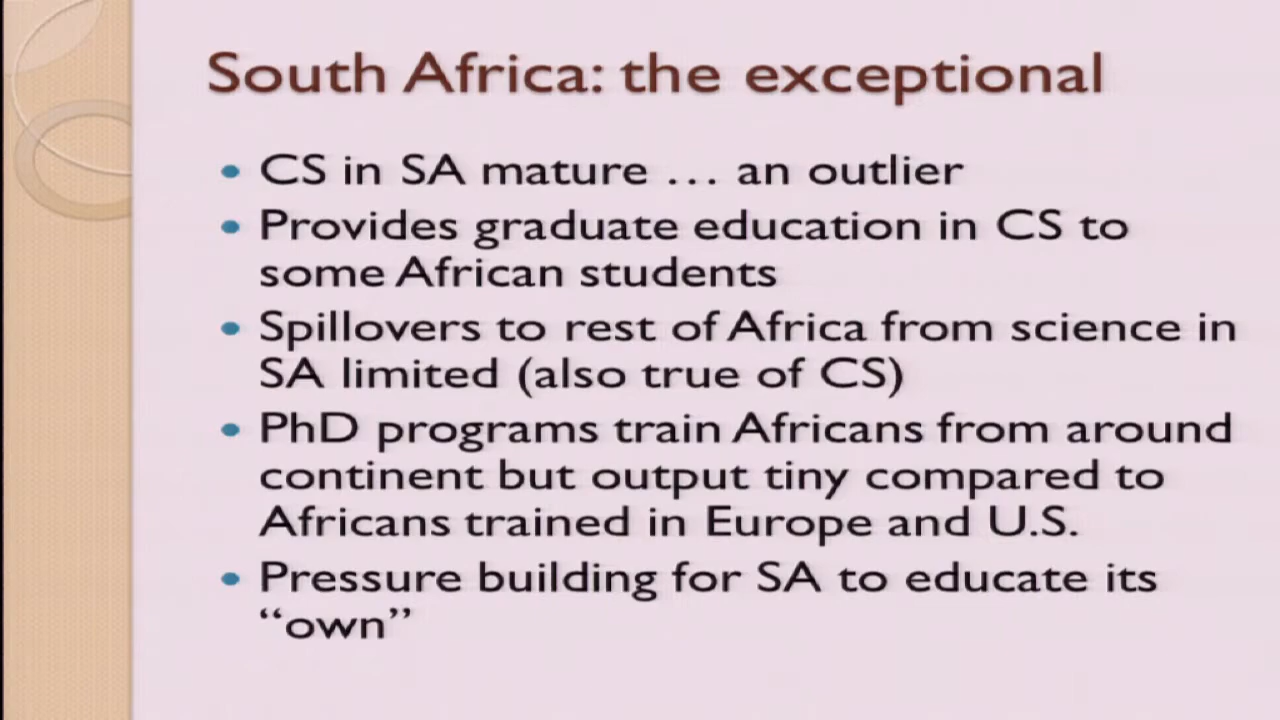 South Africa: the exceptional
• CS in SA mature … an outlier
• Provides graduate education in CS to
some African students
• Spillovers to rest of Africa from science in
SA limited (also true of CS)
• PhD programs train Africans from around
continent but output tiny compared to
Africans trained in Europe and U.S.
• Pressure building for SA to educate its
“own”